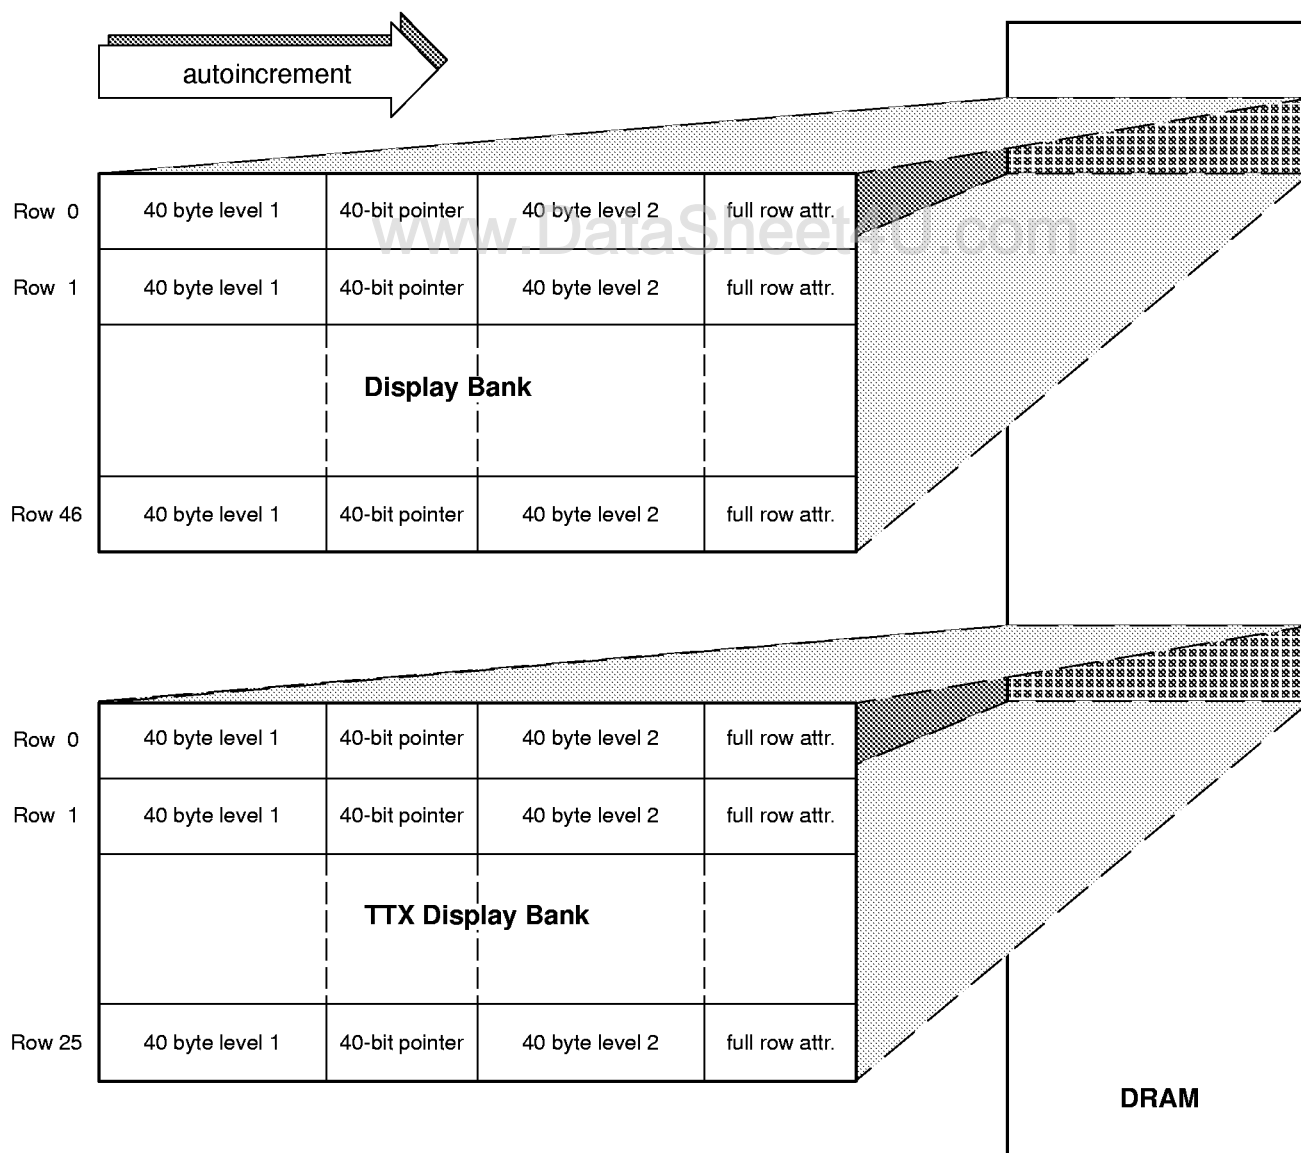 autoincrement
Row 0 40 byte level 1 40-bit pointer 40 byte level 2 full row attr.
www.DataSheet4U.com
Row 1 40 byte level 1 40-bit pointer 40 byte level 2 full row attr.
Display Bank
Row 46 40 byte level 1 40-bit pointer 40 byte level 2 full row attr.
Row 0 40 byte level 1 40-bit pointer 40 byte level 2 full row attr.
Row 1 40 byte level 1 40-bit pointer 40 byte level 2 full row attr.
TTX Display Bank
Row 25 40 byte level 1 40-bit pointer 40 byte level 2 full row attr.
DRAM